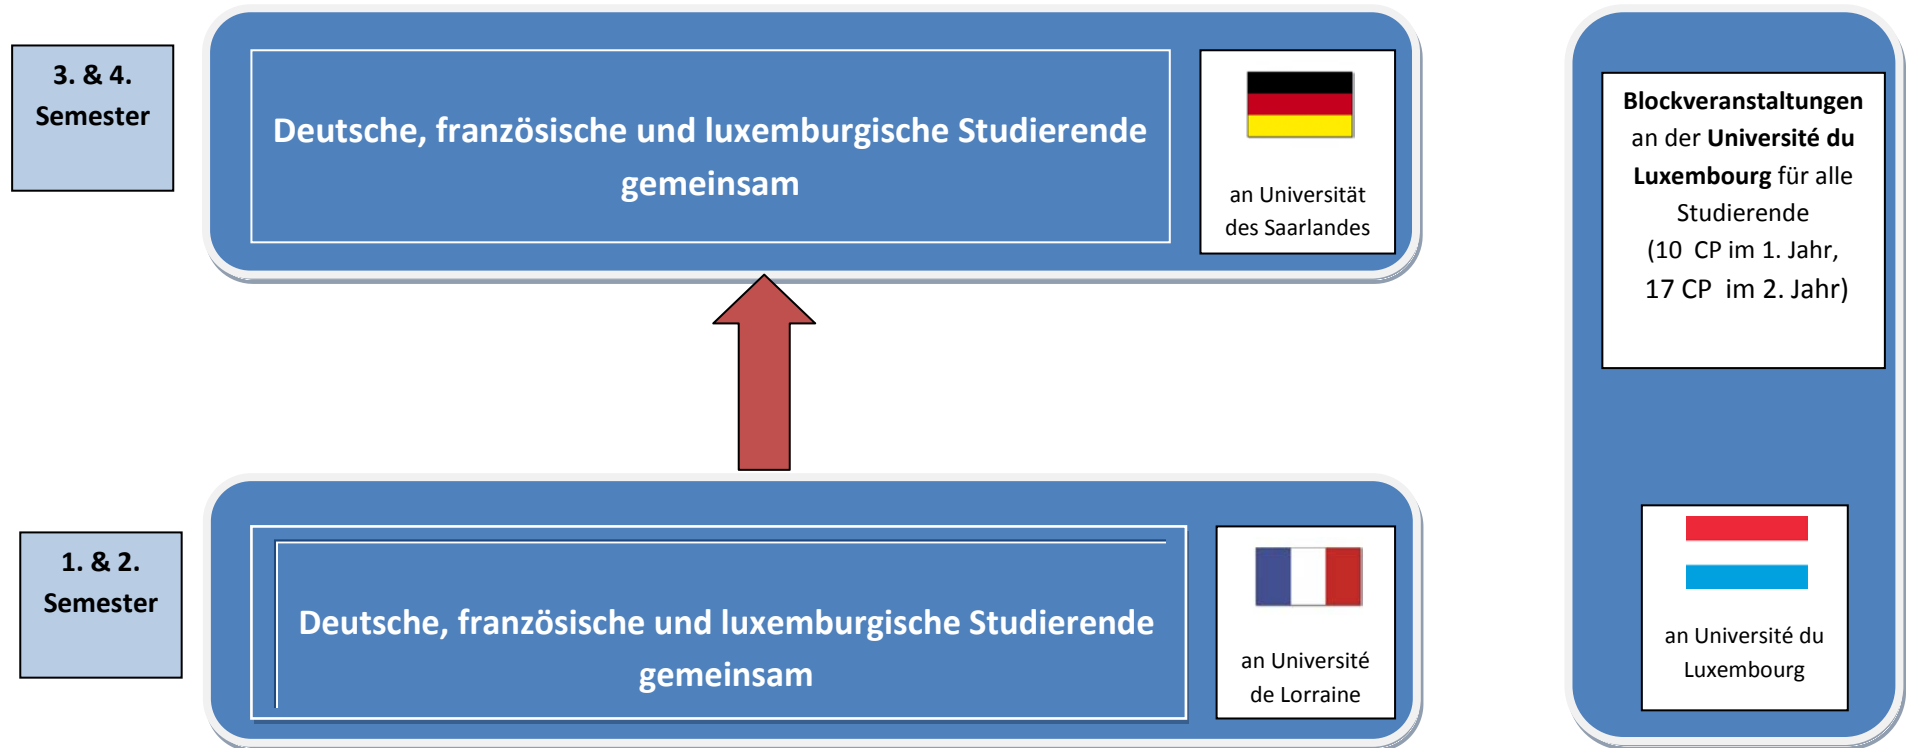 3. & 4.
Semester
Deutsche, französische und luxemburgische Studierende
gemeinsam
an Universität
des Saarlandes
Blockveranstaltungen
an der Université du
Luxembourg für alle
Studierende
(10 CP im 1. Jahr,
17 CP im 2. Jahr)
1. & 2.
Semester
Deutsche, französische und luxemburgische Studierende
gemeinsam
an Université
de Lorraine
an Université du
Luxembourg